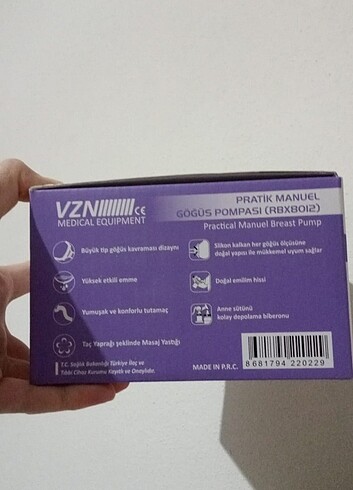 VZN CE
MEDICAL EQUIPMENT
PRATİK MANUEL
GÖĞÜS POMPASI (RBXB012)
Practical Manuel Breast Pump
Büyük tip göğüs kavraması dizaynı
Yüksek etkili emme
Yumuşak ve konforlu tutamaç
Taç Yaprağı şeklinde Masaj Yastığı
Silikon kalkan her göğüs ölçüsüne
doğal yapısı ile mükkemel uyum sağlar
Doğal emilim hissi
Anne sütünü
kolay depolama biberonu
T.C. Sağlık Bakanlığı Türkiye İlaç ve
Tıbbi Cihaz Kurumu Kayıtlı ve Onaylıdır.
MADE IN P.R.C.
8 681794 220229